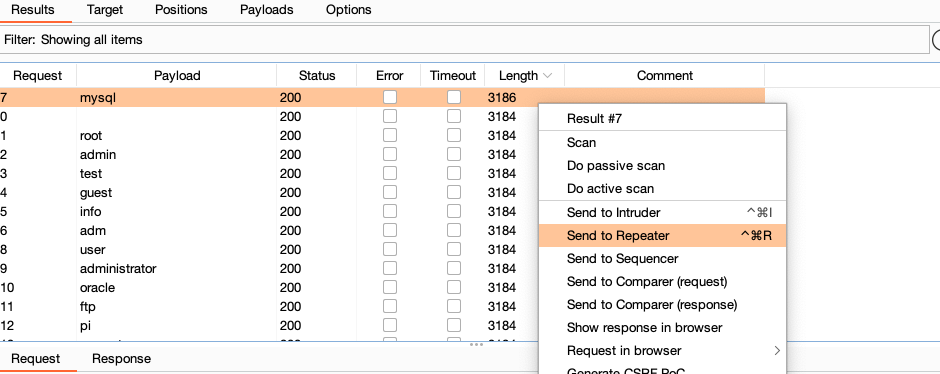 Results Target Positions Payloads Options
Filter: Showing all items
Request Payload Status Error Timeout Length Comment
7 mysql 200 3186
0 200 3184
1 root 200 3184
2 admin 200 3184
3 test 200 3184
4 guest 200 3184
5 info 200 3184
6 adm 200 3184
8 user 200 3184
9 administrator 200 3184
10 oracle 200 3184
11 ftp 200 3184
12 pi 200 3184
Request Response
Result #7
Scan
Do passive scan
Do active scan
Send to Intruder ^⌘I
Send to Repeater ^⌘R
Send to Sequencer
Send to Comparer (request)
Send to Comparer (response)
Show response in browser
Request in browser
Generate CSRF PoC